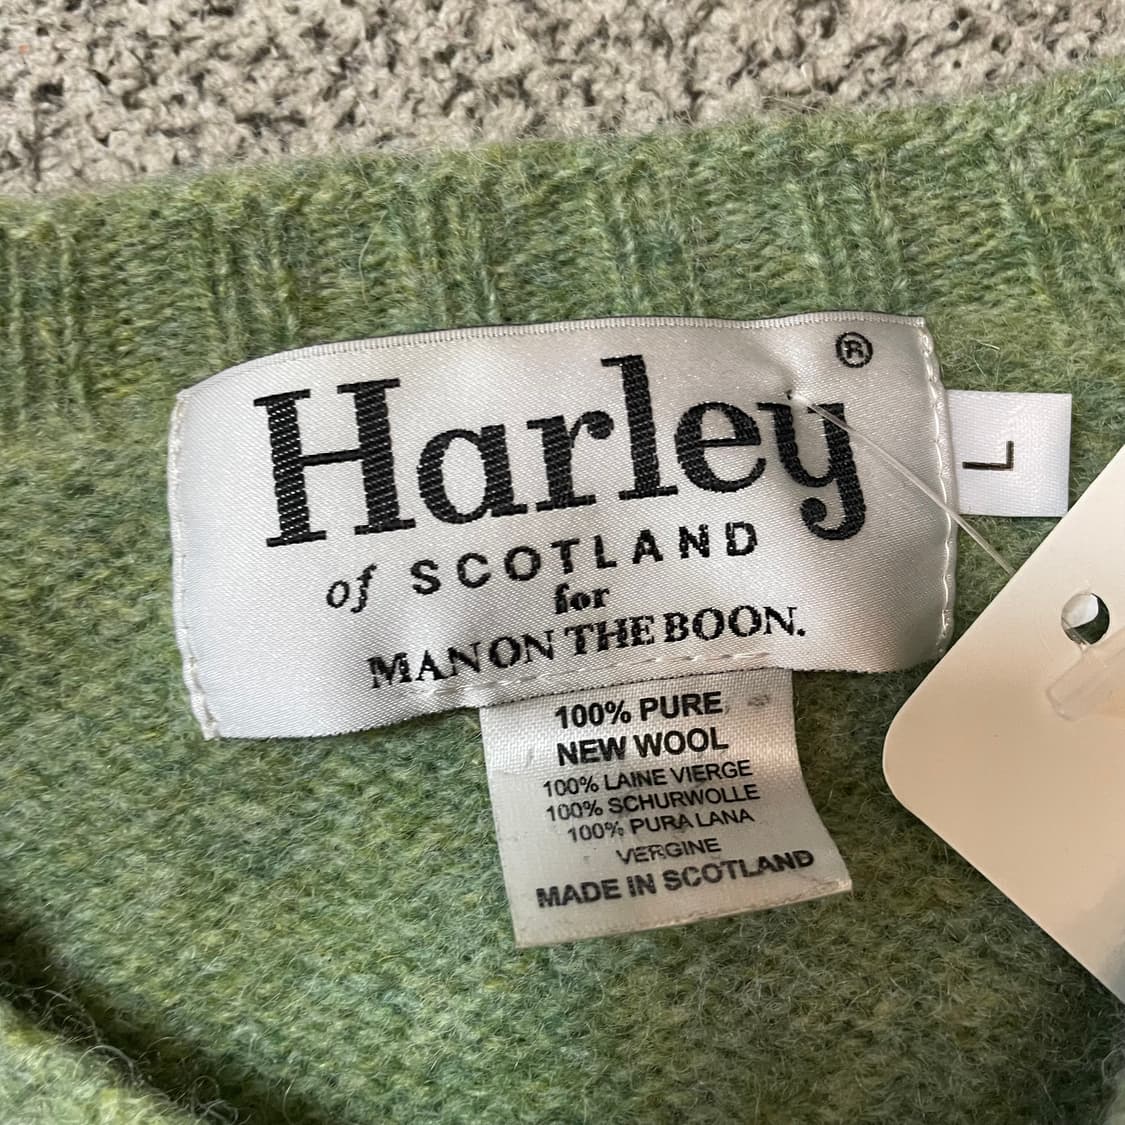 Harley®
of SCOTLAND
for
MAN ON THE BOON.
L
100% PURE
NEW WOOL
100% LAINE VIERGE
100% SCHURWOLLE
100% PURA LANA
VERGINE
MADE IN SCOTLAND